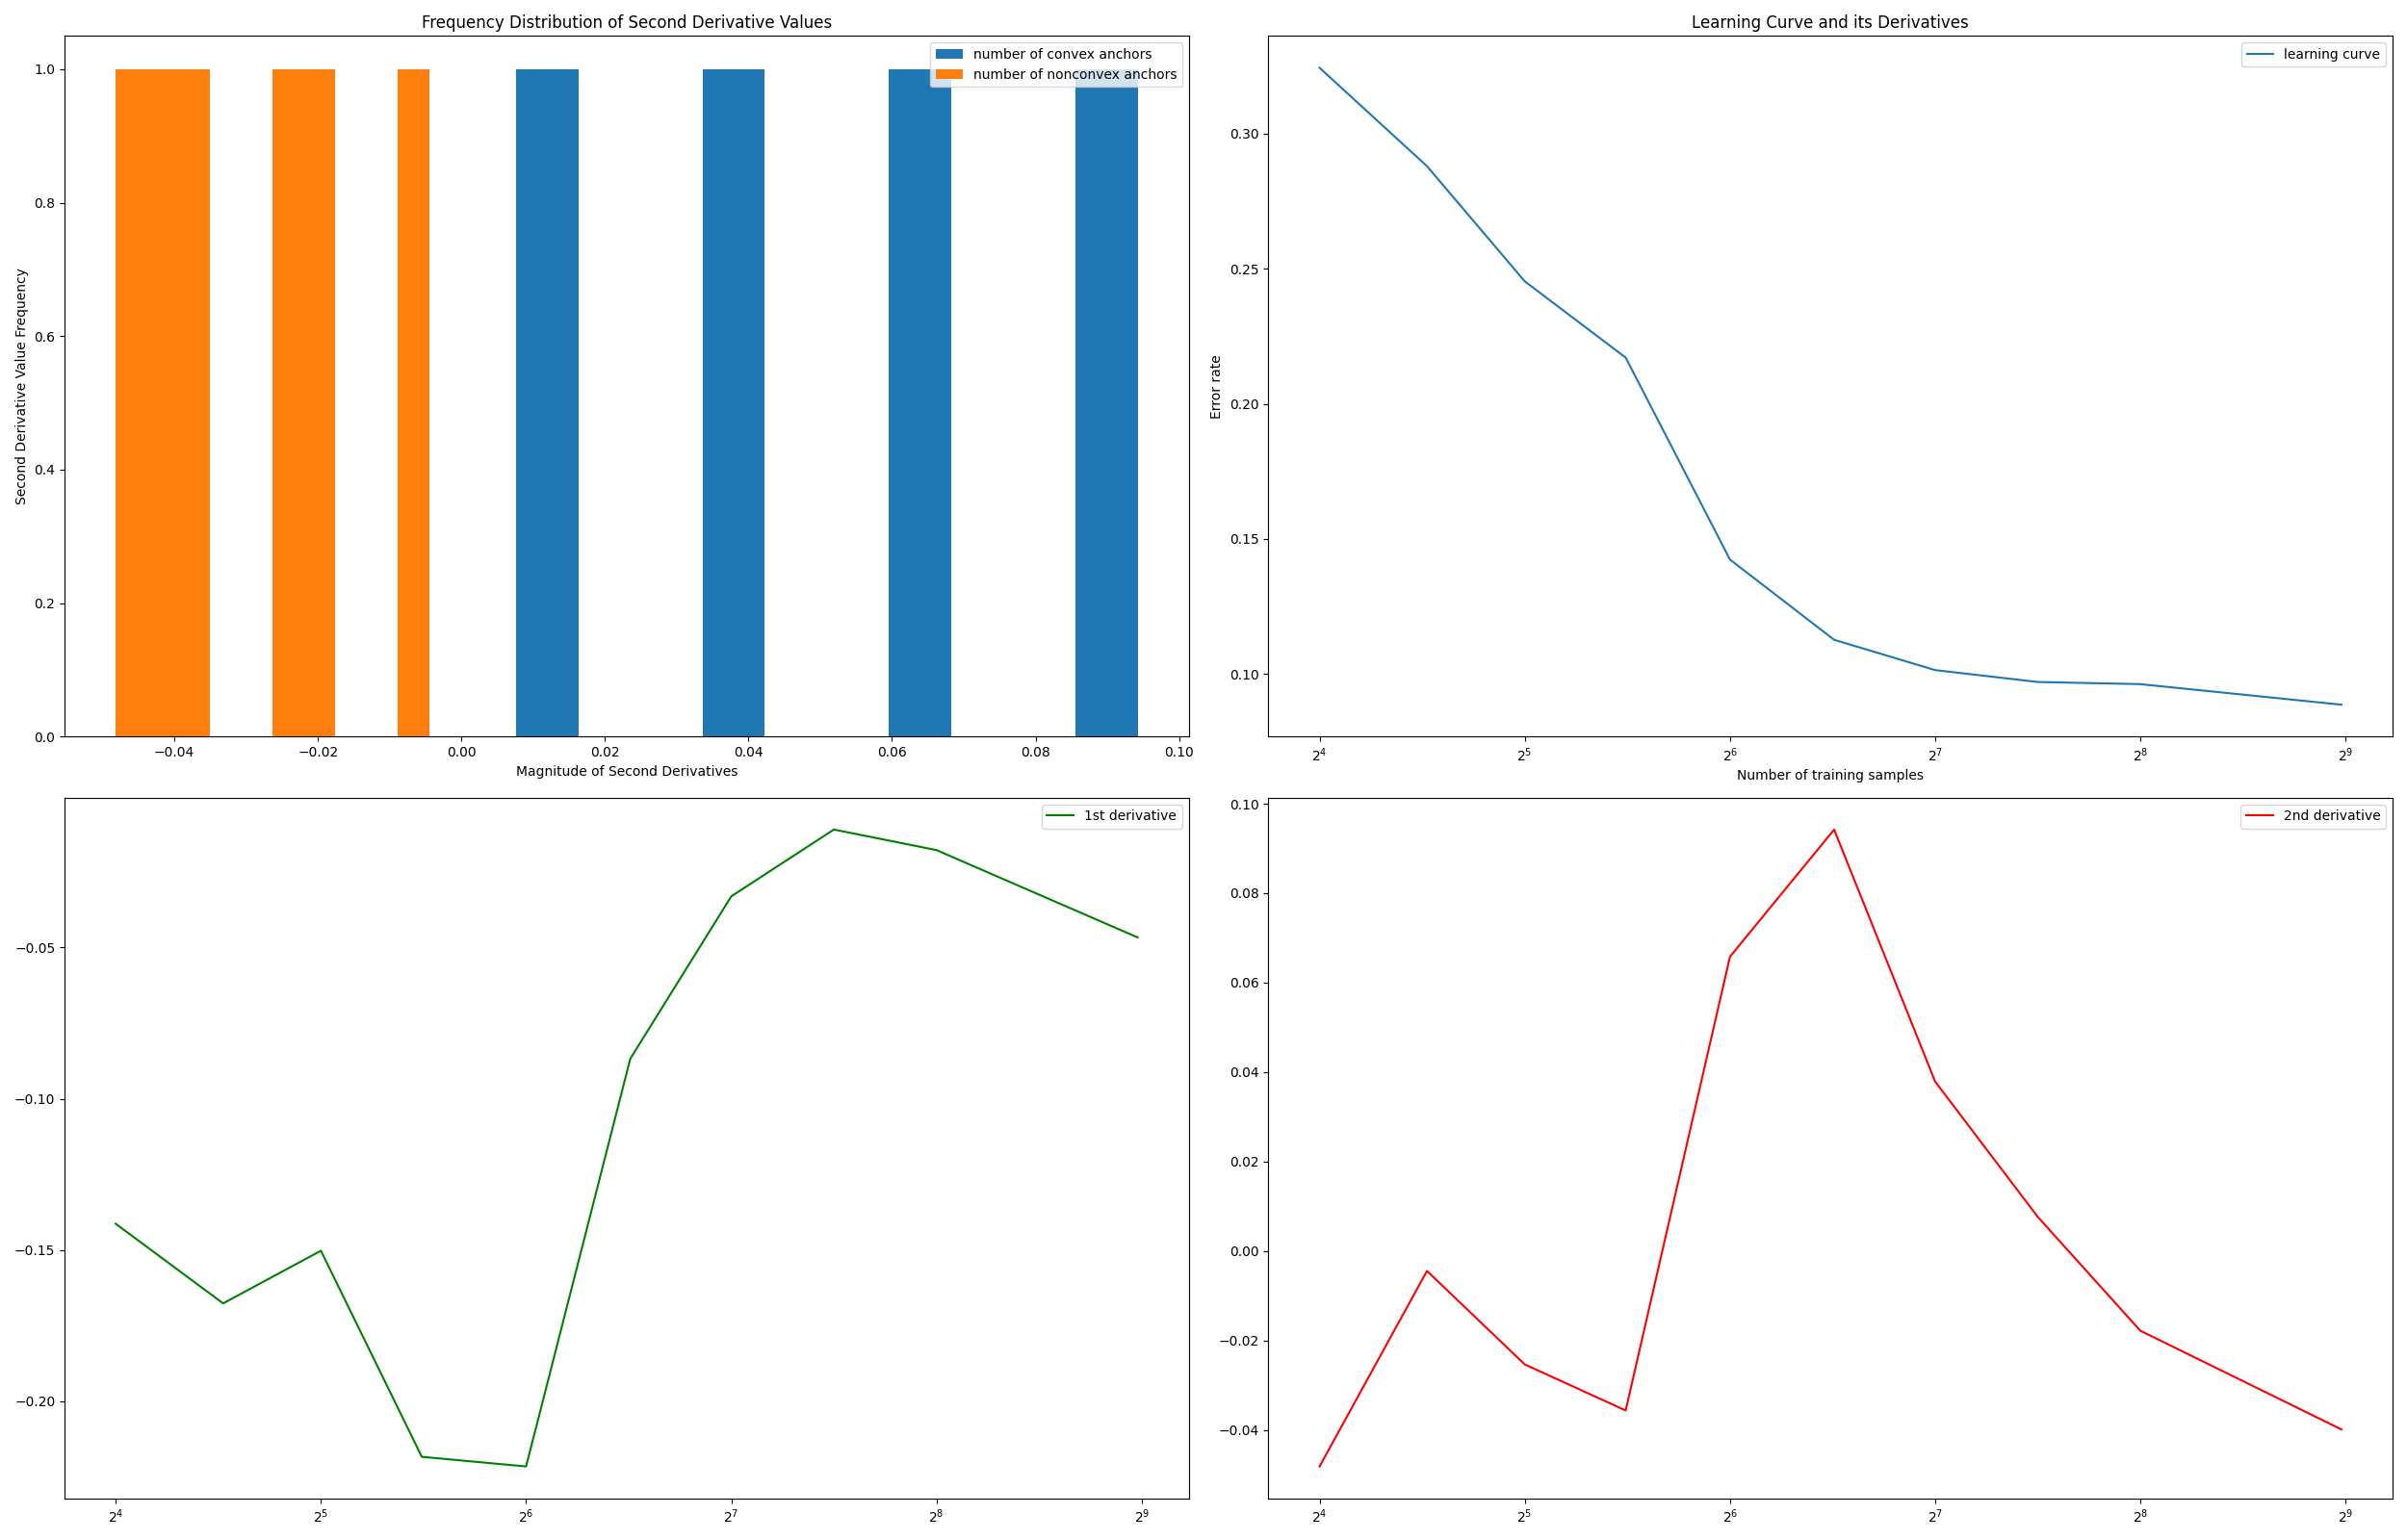 Frequency Distribution of Second Derivative Values
number of convex anchors
number of nonconvex anchors
1.0
0.8
0.6
0.4
0.2
0.0
Second Derivative Value Frequency
−0.04 −0.02 0.00 0.02 0.04 0.06 0.08 0.10
Magnitude of Second Derivatives
Learning Curve and its Derivatives
learning curve
0.30
0.25
0.20
0.15
0.10
Error rate
2⁴ 2⁵ 2⁶ 2⁷ 2⁸ 2⁹
Number of training samples
1st derivative
−0.05
−0.10
−0.15
−0.20
2⁴ 2⁵ 2⁶ 2⁷ 2⁸ 2⁹
2nd derivative
0.10
0.08
0.06
0.04
0.02
0.00
−0.02
−0.04
2⁴ 2⁵ 2⁶ 2⁷ 2⁸ 2⁹